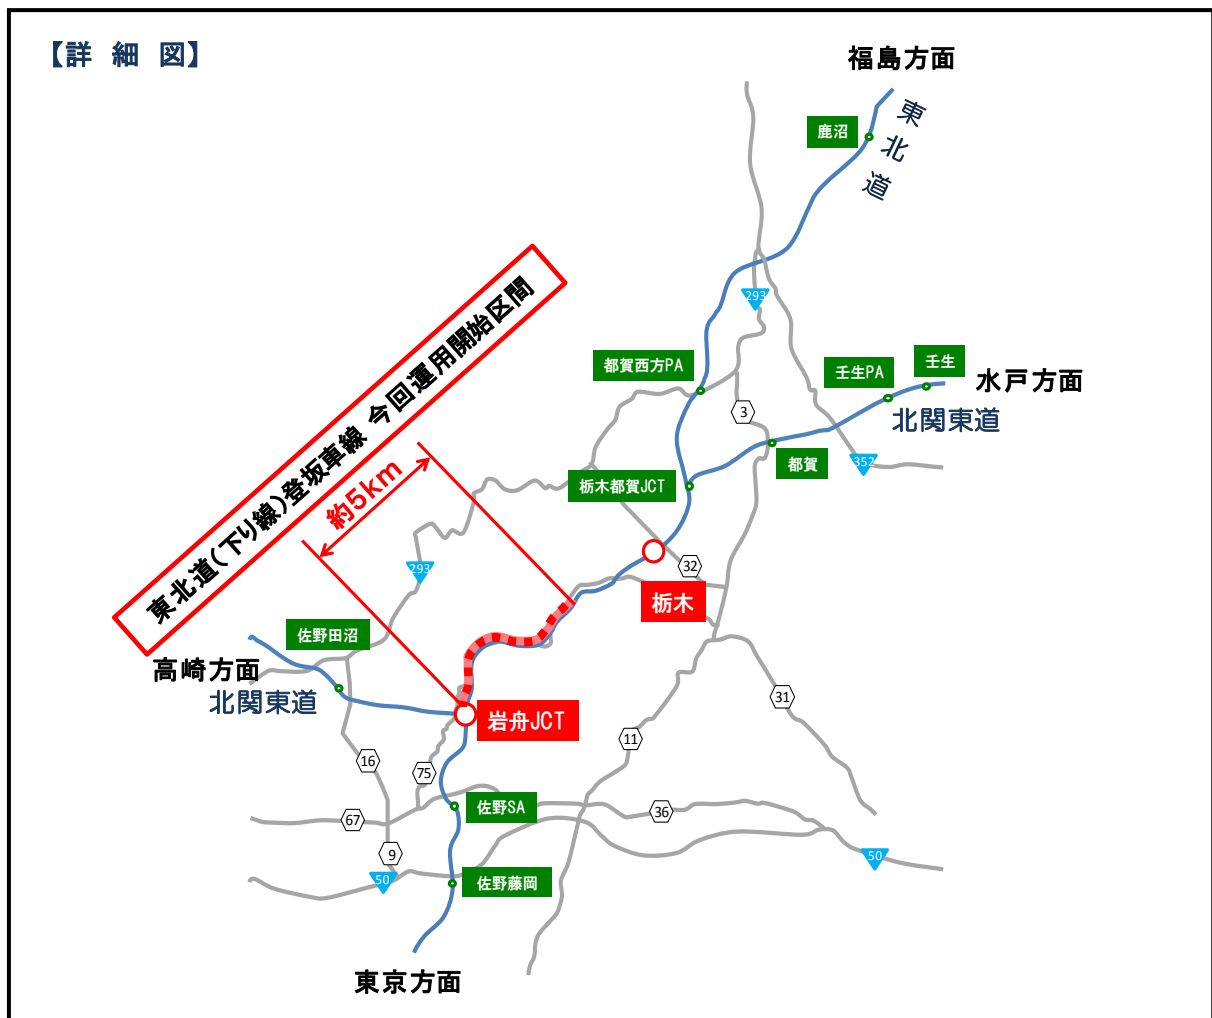 【詳 細 図】
福島方面
東北道
鹿沼
293
東北道(下り線)登坂車線 今回運用開始区間
都賀西方PA
壬生PA
壬生
水戸方面
北関東道
3
都賀
352
約5km
栃木都賀JCT
293
32
栃木
佐野田沼
高崎方面
北関東道
岩舟JCT
31
11
16
75
佐野SA
36
67
9
50
佐野藤岡
50
東京方面